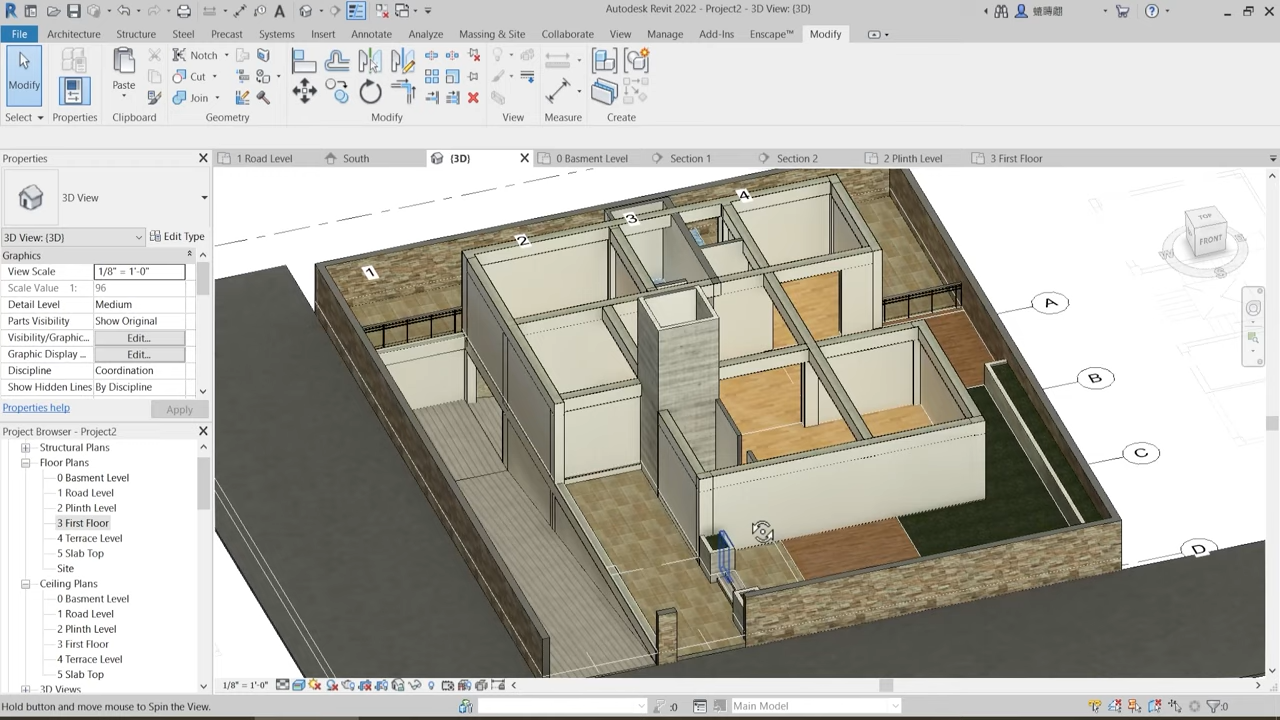 Autodesk Revit 2022 - Project2 - 3D View: {3D}
File Architecture Structure Steel Precast Systems Insert Annotate Analyze Massing & Site Collaborate View Manage Add-Ins Enscape™ Modify
Modify
Paste
Notch
Cut
Join
Select Properties Clipboard Geometry Modify View Measure Create
Properties
1 Road Level South {3D} 0 Basment Level Section 1 Section 2 2 Plinth Level 3 First Floor
3D View
3D View: {3D} Edit Type
Graphics
View Scale 1/8" = 1'-0"
Scale Value 1: 96
Detail Level Medium
Parts Visibility Show Original
Visibility/Graphic... Edit...
Graphic Display ... Edit...
Discipline Coordination
Show Hidden Lines By Discipline
Properties help Apply
Project Browser - Project2
Structural Plans
Floor Plans
0 Basment Level
1 Road Level
2 Plinth Level
3 First Floor
4 Terrace Level
5 Slab Top
Site
Ceiling Plans
0 Basment Level
1 Road Level
2 Plinth Level
3 First Floor
4 Terrace Level
5 Slab Top
3D Views
1
2
3
4
A
B
C
D
TOP
FRONT
1/8" = 1'-0"
Hold button and move mouse to Spin the View.
:0
Main Model
:0